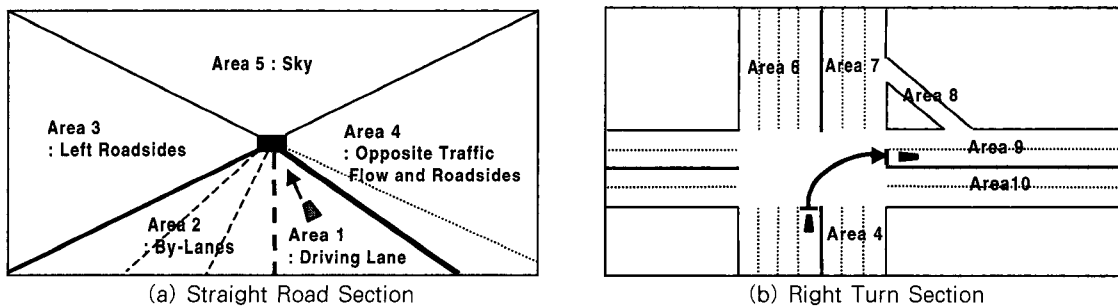 Area 5 : Sky
Area 3
: Left Roadsides
Area 4
: Opposite Traffic
Flow and Roadsides
Area 2
: By-Lanes
Area 1
: Driving Lane
(a) Straight Road Section
Area 6
Area 7
Area 8
Area 9
Area10
Area 4
(b) Right Turn Section